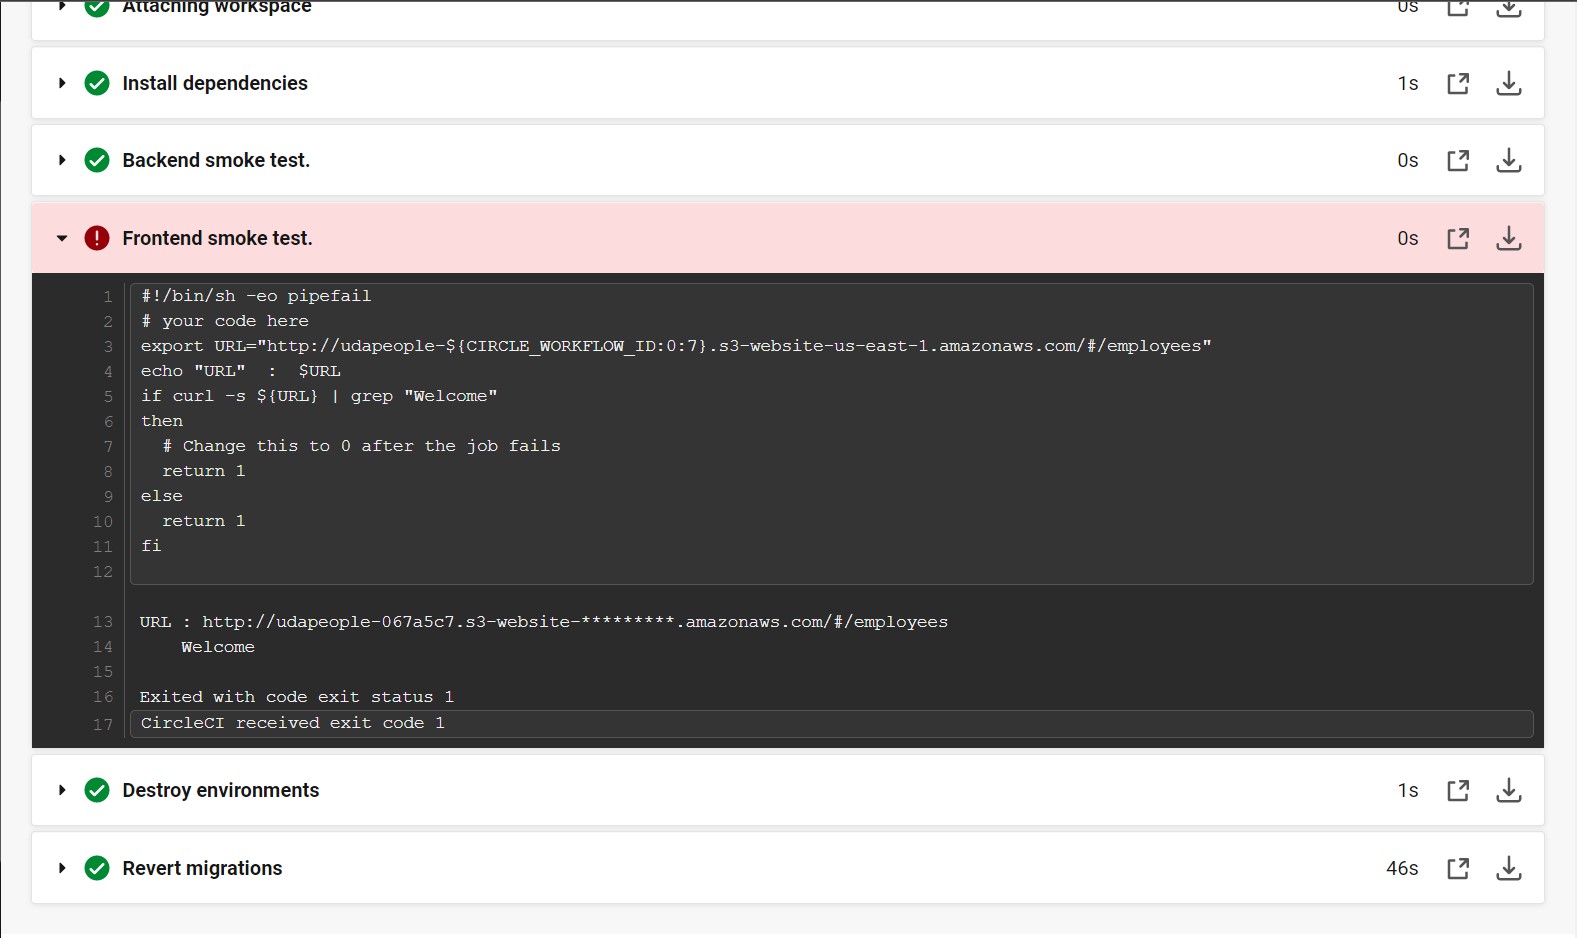 Attaching workspace 0s
Install dependencies 1s
Backend smoke test. 0s
Frontend smoke test. 0s
1 #!/bin/sh -eo pipefail
2 # your code here
3 export URL="http://udapeople-${CIRCLE_WORKFLOW_ID:0:7}.s3-website-us-east-1.amazonaws.com/#/employees"
4 echo "URL"  :  $URL
5 if curl -s ${URL} | grep "Welcome"
6 then
7   # Change this to 0 after the job fails
8   return 1
9 else
10   return 1
11 fi
12
13 URL : http://udapeople-067a5c7.s3-website-*********.amazonaws.com/#/employees
14     Welcome
15
16 Exited with code exit status 1
17 CircleCI received exit code 1
Destroy environments 1s
Revert migrations 46s